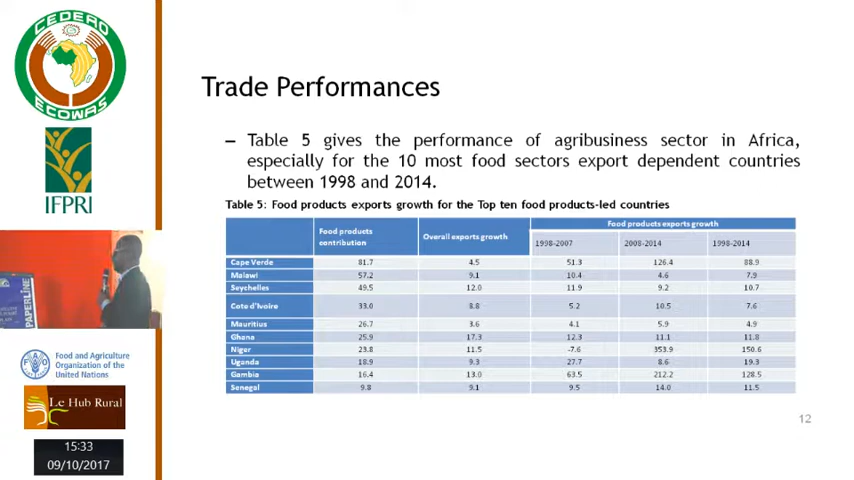 CEDEAO
ECOWAS
IFPRI
PAPERLINE
Food and Agriculture
Organization of the
United Nations
Le Hub Rural
15:33
09/10/2017
Trade Performances
– Table 5 gives the performance of agribusiness sector in Africa,
especially for the 10 most food sectors export dependent countries
between 1998 and 2014.
Table 5: Food products exports growth for the Top ten food products-led countries
Food products contribution Overall exports growth Food products exports growth
1998-2007 2008-2014 1998-2014
Cape Verde 81.7 4.5 51.3 126.4 88.9
Malawi 57.2 9.1 10.4 4.6 7.9
Seychelles 49.5 12.0 11.9 9.2 10.7
Cote d'Ivoire 33.0 8.8 5.2 10.5 7.6
Mauritius 26.7 3.6 4.1 5.9 4.9
Ghana 25.9 17.3 12.3 11.1 11.8
Niger 23.8 11.5 -7.6 353.9 150.6
Uganda 18.9 9.3 27.7 8.6 19.3
Gambia 16.4 13.0 63.5 212.2 128.5
Senegal 9.8 9.1 9.5 14.0 11.5
12